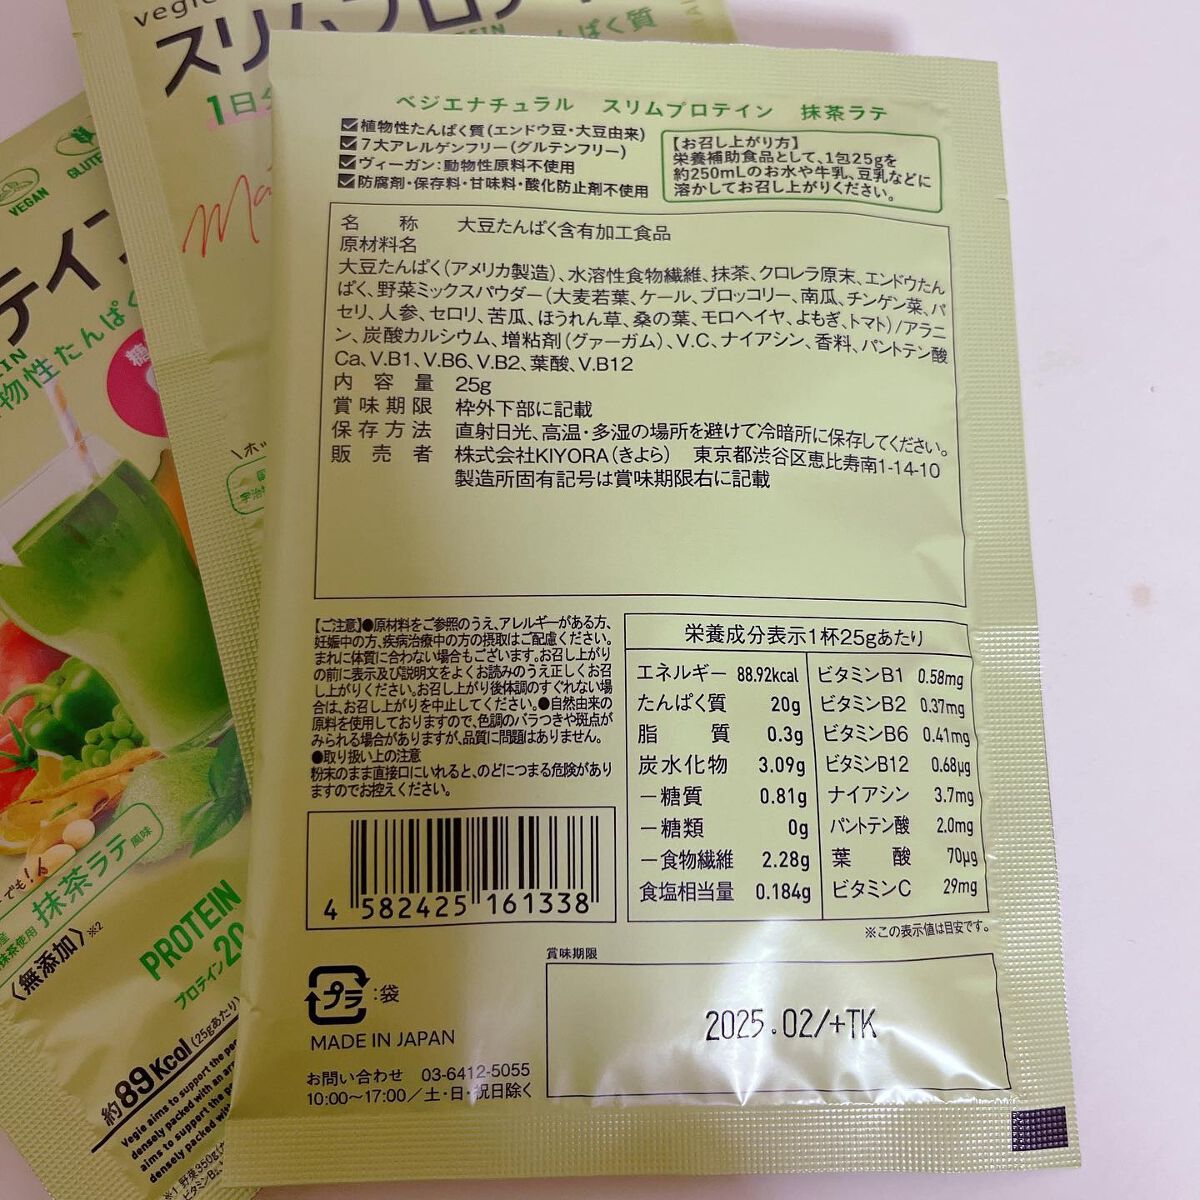 ベジエナチュラル スリムプロテイン 抹茶ラテ
植物性たんぱく質(エンドウ豆・大豆由来)
7大アレルゲンフリー(グルテンフリー)
ヴィーガン:動物性原料不使用
防腐剤・保存料・甘味料・酸化防止剤不使用
【お召し上がり方】
栄養補助食品として、1包25gを
約250mLのお水や牛乳、豆乳などに
溶かしてお召し上がりください。
名称 大豆たんぱく含有加工食品
原材料名
大豆たんぱく(アメリカ製造)、水溶性食物繊維、抹茶、クロレラ原末、エンドウたん
ぱく、野菜ミックスパウダー(大麦若葉、ケール、ブロッコリー、南瓜、チンゲン菜、パ
セリ、人参、セロリ、苦瓜、ほうれん草、桑の葉、モロヘイヤ、よもぎ、トマト)/アラニ
ン、炭酸カルシウム、増粘剤(グァーガム)、V.C、ナイアシン、香料、パントテン酸
Ca、V.B1、V.B6、V.B2、葉酸、V.B12
内容量 25g
賞味期限 枠外下部に記載
保存方法 直射日光、高温・多湿の場所を避けて冷暗所に保存してください。
販売者 株式会社KIYORA(きよら) 東京都渋谷区恵比寿南1-14-10
製造所固有記号は賞味期限右に記載
【ご注意】●原材料をご参照のうえ、アレルギーがある方、
妊娠中の方、疾病治療中の方の摂取はご配慮ください。
まれに体質に合わない場合もございます。お召し上がり
の前に表示及び説明文をよくお読みのうえ正しくお召
し上がりください。お召し上がり後体調のすぐれない場
合は、お召し上がりを中止してください。●自然由来の
原料を使用しておりますので、色調のバラつきや斑点が
みられる場合がありますが、品質に問題はありません。
●取り扱い上の注意
粉末のまま直接口にいれると、のどにつまる危険があり
ますのでお控えください。
栄養成分表示1杯25gあたり
エネルギー 88.92kcal
たんぱく質 20g
脂質 0.3g
炭水化物 3.09g
－糖質 0.81g
－糖類 0g
－食物繊維 2.28g
食塩相当量 0.184g
ビタミンB1 0.58mg
ビタミンB2 0.37mg
ビタミンB6 0.41mg
ビタミンB12 0.68μg
ナイアシン 3.7mg
パントテン酸 2.0mg
葉酸 70μg
ビタミンC 29mg
※この表示値は目安です。
4 582425 161338
プラ :袋
MADE IN JAPAN
お問い合わせ 03-6412-5055
10:00～17:00/土・日・祝日除く
賞味期限
2025.02/+TK
スリムプロテイ
1日分
VEGAN
抹茶ラテ 風味
〈無添加〉※2
PROTEIN
プロテイン20
約89Kcal(25gあたり)
Vegie aims to support the
densely packed with an
aims to support the
densely packed